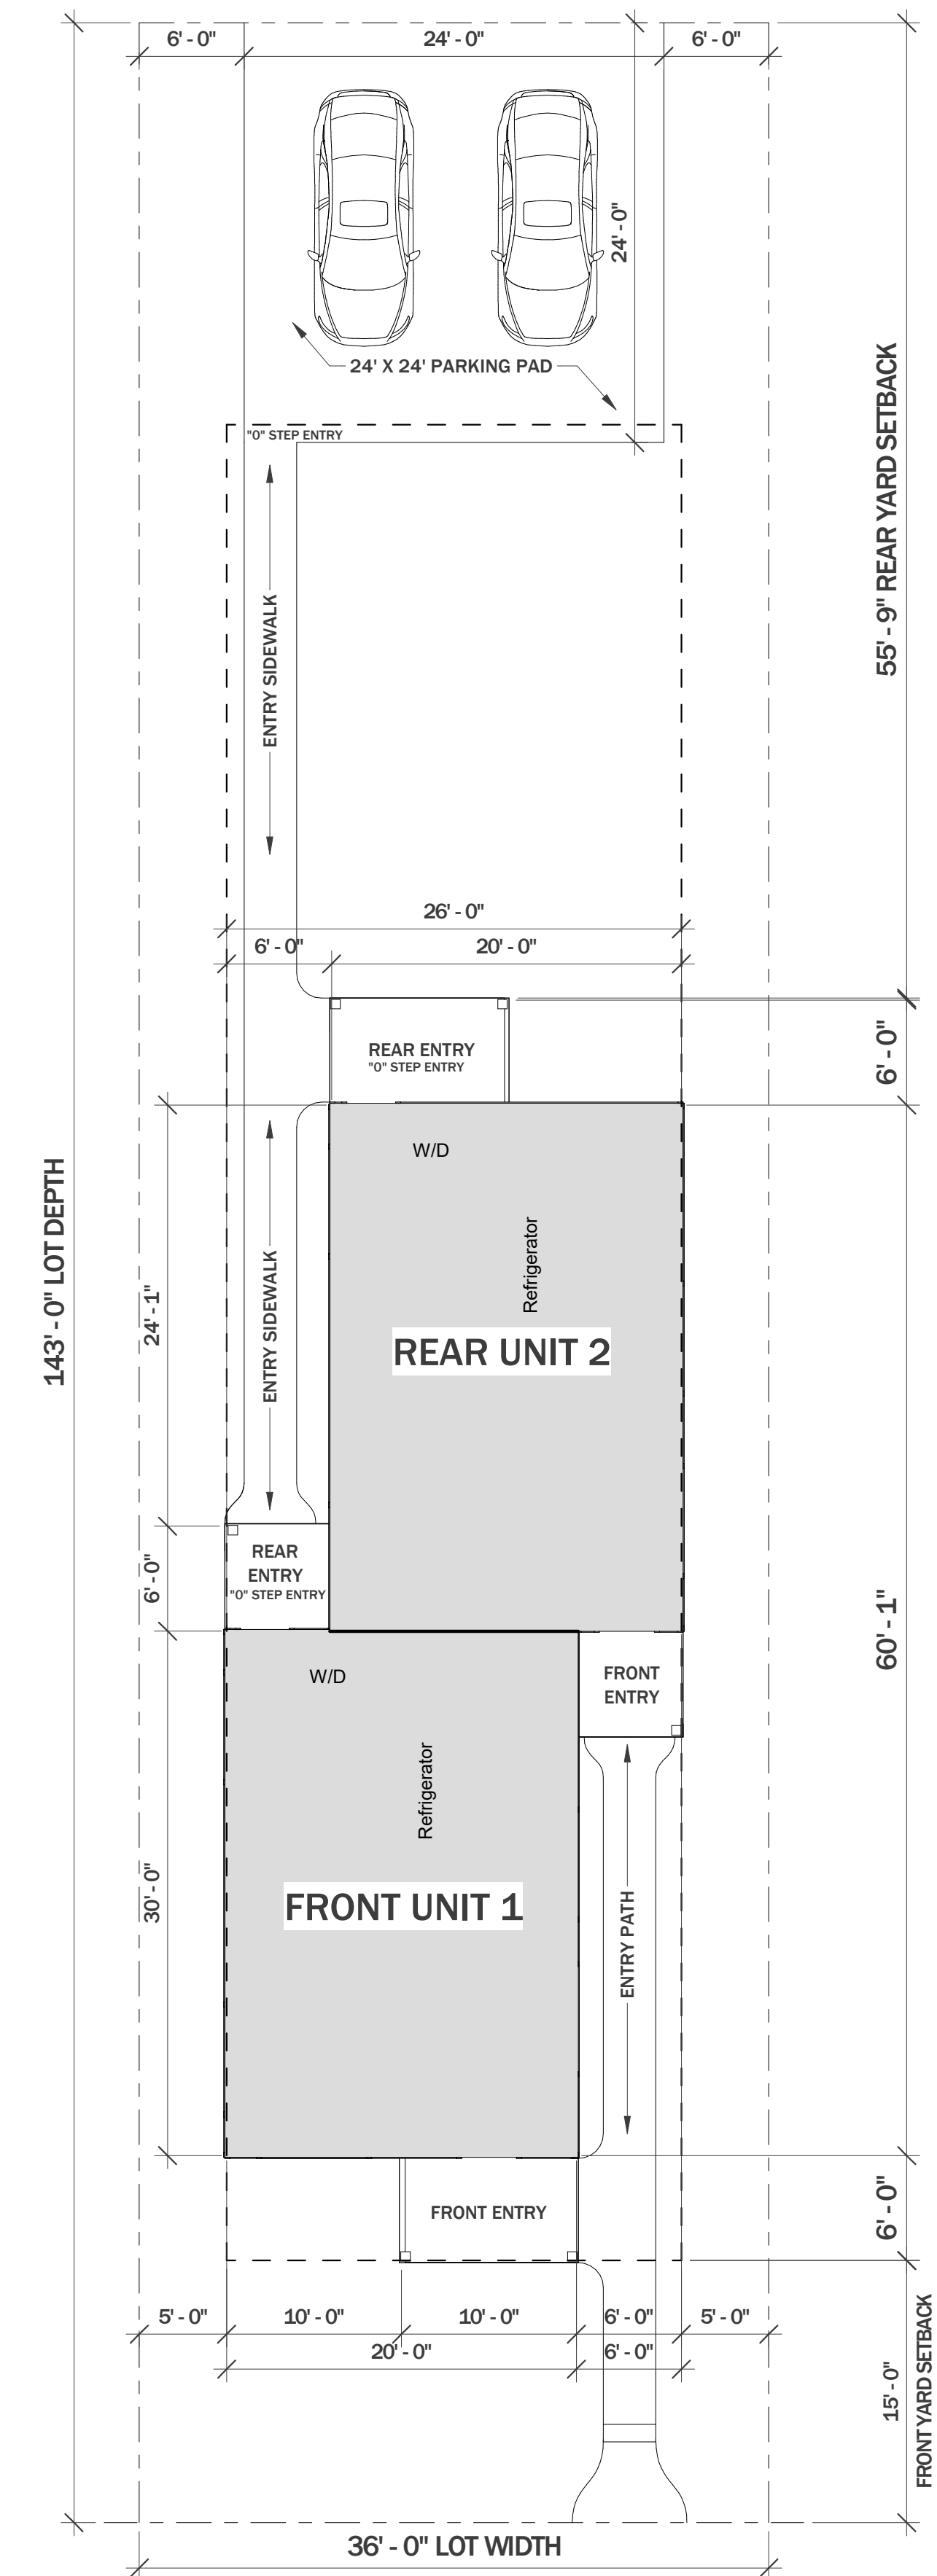 6' - 0"
24' - 0"
6' - 0"
24' - 0"
24' X 24' PARKING PAD
"0" STEP ENTRY
55' - 9" REAR YARD SETBACK
ENTRY SIDEWALK
26' - 0"
6' - 0"
20' - 0"
REAR ENTRY
"0" STEP ENTRY
6' - 0"
W/D
143' - 0" LOT DEPTH
24' - 1"
ENTRY SIDEWALK
Refrigerator
REAR UNIT 2
6' - 0"
REAR
ENTRY
"0" STEP ENTRY
60' - 1"
W/D
FRONT
ENTRY
Refrigerator
30' - 0"
FRONT UNIT 1
ENTRY PATH
FRONT ENTRY
6' - 0"
5' - 0"
10' - 0"
10' - 0"
6' - 0"
5' - 0"
20' - 0"
6' - 0"
15' - 0"
FRONT YARD SETBACK
36' - 0" LOT WIDTH